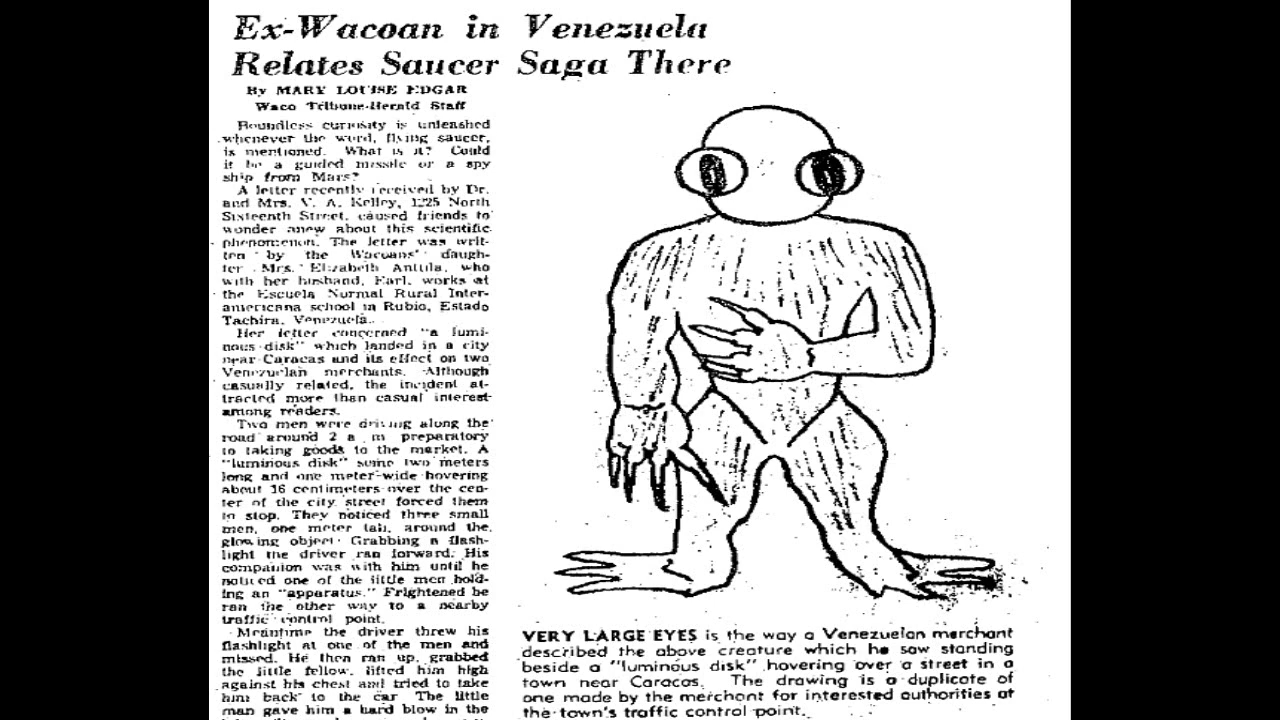 Ex-Wacoan in Venezuela
Relates Saucer Saga There
By MARY LOUISE EDGAR
Waco Tribune-Herald Staff
Boundless curiosity is unleashed
whenever the word, flying saucer,
is mentioned. What is it? Could
it be a guided missile or a spy
ship from Mars?
A letter recently received by Dr.
and Mrs. V. A. Kelley, 1225 North
Sixteenth Street, caused friends to
wonder anew about this scientific
phenomenon. The letter was writ-
ten by the Wacoans' daugh-
ter Mrs. Elizabeth Anttila, who
with her husband, Earl, works at
the Escuela Normal Rural Inter-
americana school in Rubio, Estado
Tachira, Venezuela.
Her letter concerned "a lumi-
nous disk" which landed in a city
near Caracas and its effect on two
Venezuelan merchants. Although
casually related, the incident at-
tracted more than casual interest
among readers.
Two men were driving along the
road around 2 a m preparatory
to taking goods to the market. A
"luminous disk" some two meters
long and one meter wide hovering
about 16 centimeters over the cen-
ter of the city street forced them
to stop. They noticed three small
men, one meter tall, around the
glowing object. Grabbing a flash-
light the driver ran forward. His
companion was with him until he
noticed one of the little men hold-
ing an "apparatus." Frightened he
ran the other way to a nearby
traffic control point.
Meantime the driver threw his
flashlight at one of the men and
missed. He then ran up, grabbed
the little fellow, lifted him high
against his chest and tried to take
him back to the car. The little
man gave him a hard blow in the
VERY LARGE EYES is the way a Venezuelan merchant
described the above creature which he saw standing
beside a "luminous disk" hovering over a street in a
town near Caracas. The drawing is a duplicate of
one made by the merchant for interested authorities at
the town's traffic control point.